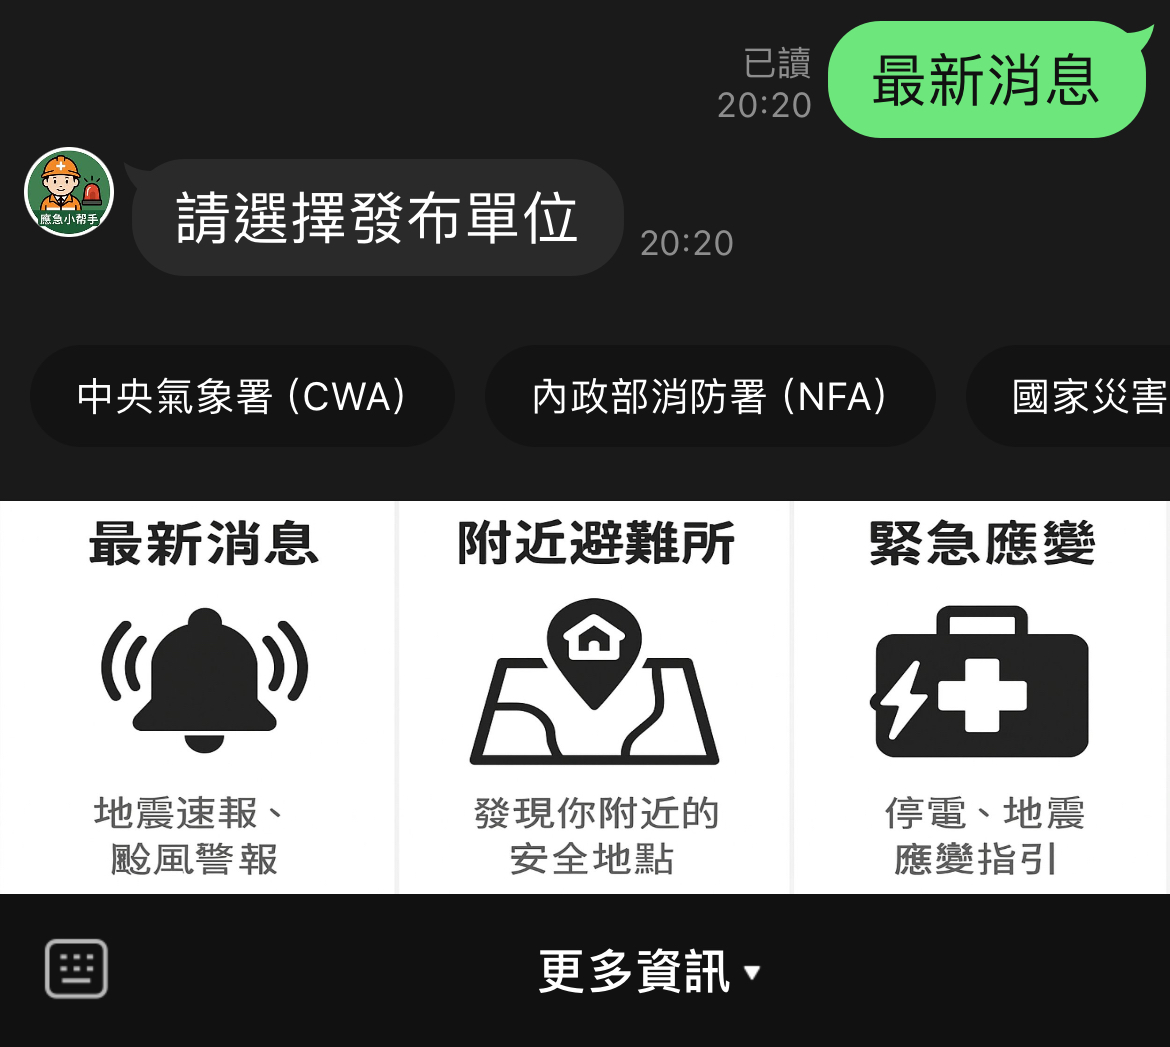 最新消息
已讀
20:20
應急小帮手
請選擇發布單位
20:20
中央氣象署 (CWA)
內政部消防署 (NFA)
國家災害
最新消息
附近避難所
緊急應變
地震速報、
颱風警報
發現你附近的
安全地點
停電、地震
應變指引
更多資訊 ▾